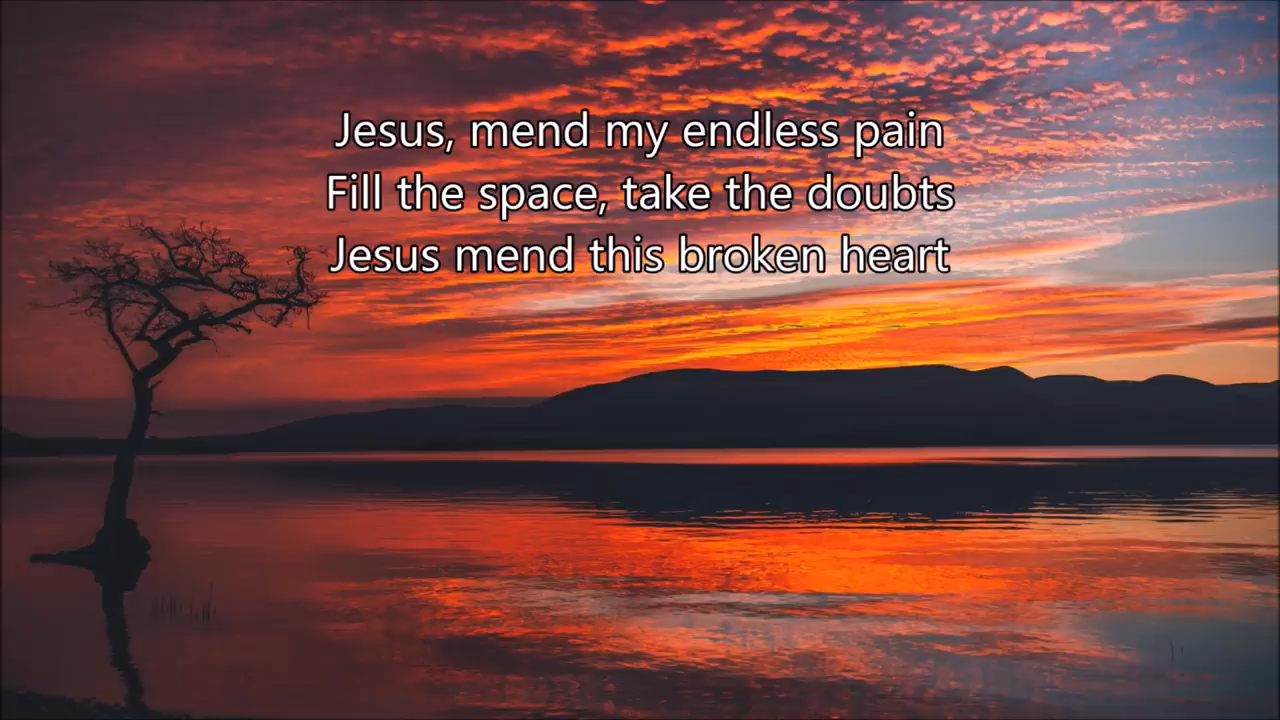 Jesus, mend my endless pain
Fill the space, take the doubts
Jesus mend this broken heart